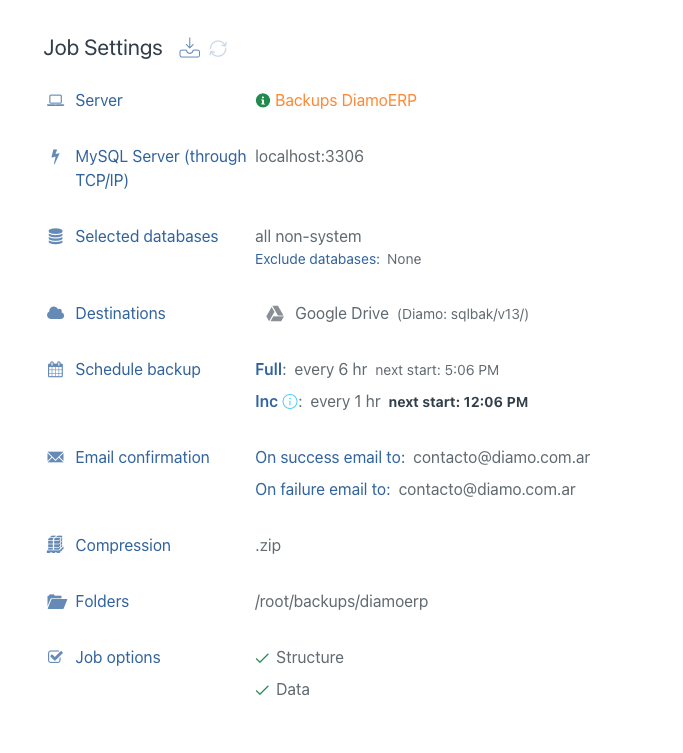 Job Settings
Server
Backups DiamoERP
MySQL Server (through
TCP/IP)
localhost:3306
Selected databases
all non-system
Exclude databases: None
Destinations
Google Drive (Diamo: sqlbak/v13/)
Schedule backup
Full: every 6 hr next start: 5:06 PM
Inc : every 1 hr next start: 12:06 PM
Email confirmation
On success email to: contacto@diamo.com.ar
On failure email to: contacto@diamo.com.ar
Compression
.zip
Folders
/root/backups/diamoerp
Job options
Structure
Data